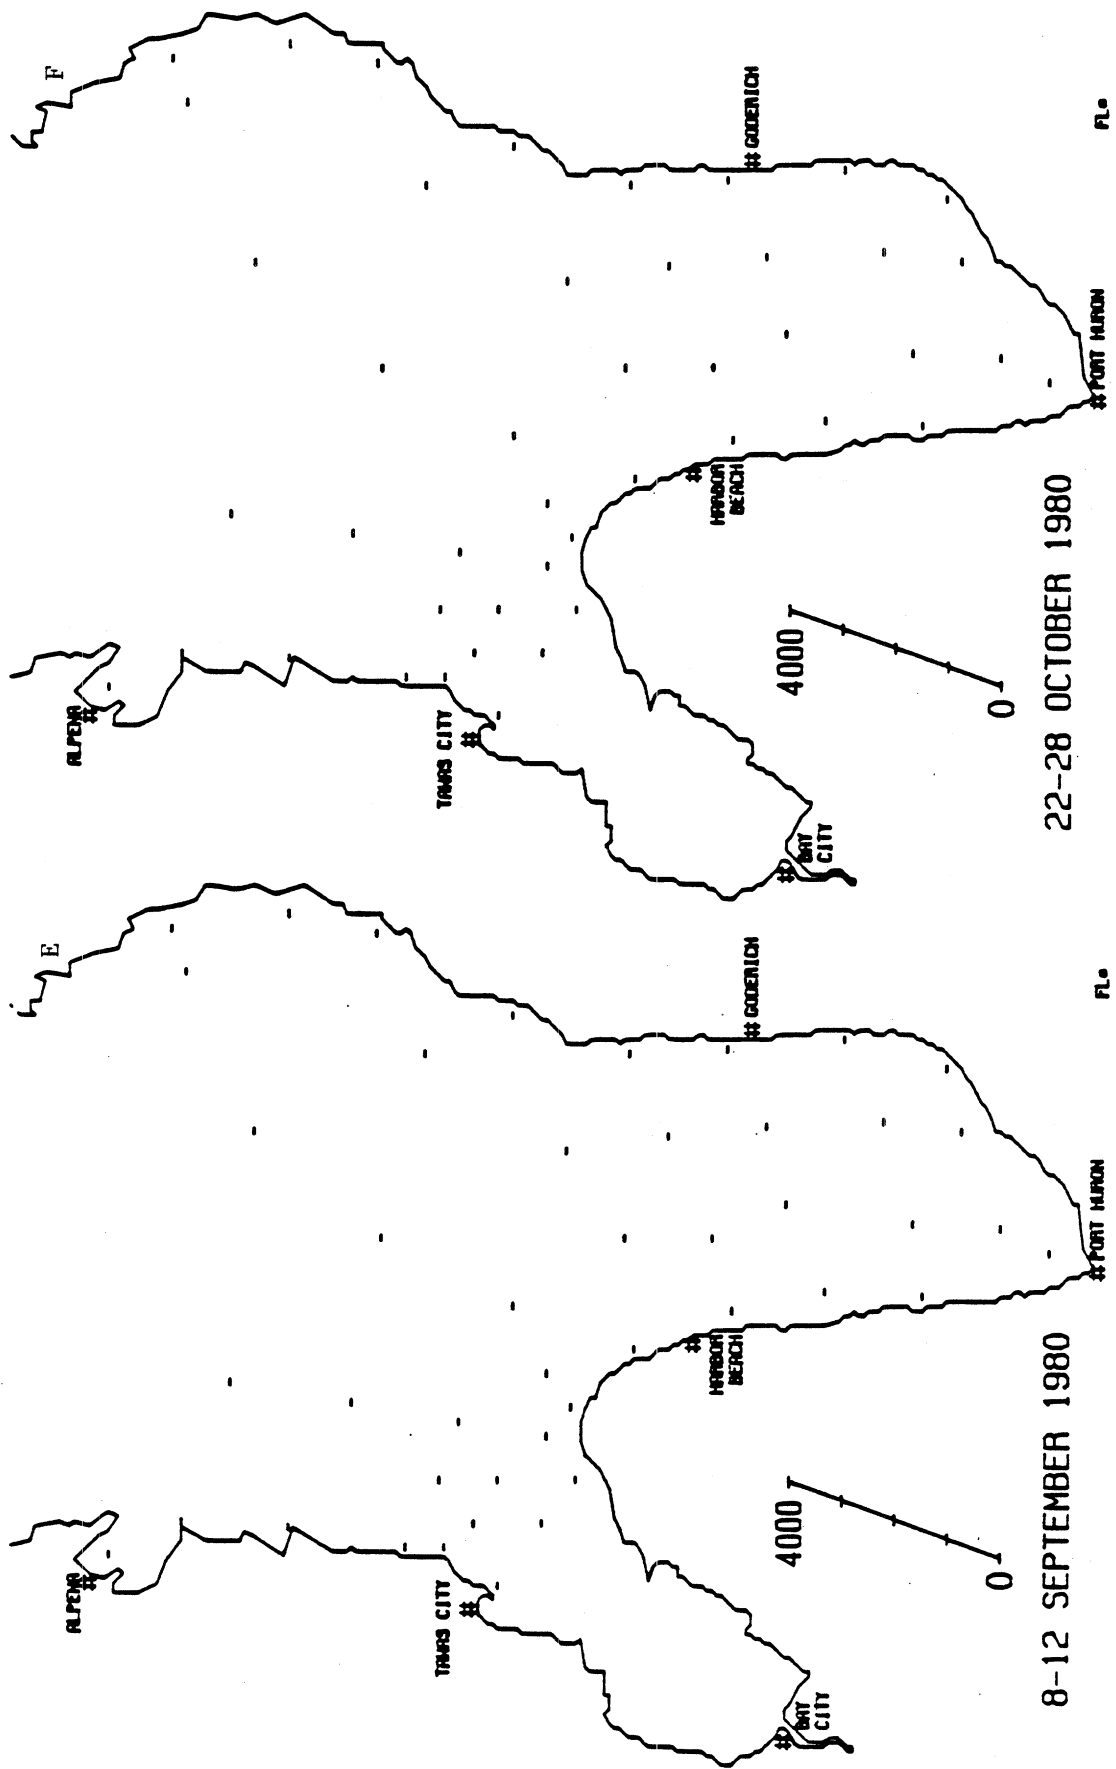 E
ALPENA
#
TAWAS CITY
#
# GODERICH
#
HARBOR
BEACH
#
BAY
CITY
4000
0
8-12 SEPTEMBER 1980
# PORT HURON
FL.
F
ALPENA
#
TAWAS CITY
#
# GODERICH
#
HARBOR
BEACH
#
BAY
CITY
4000
0
22-28 OCTOBER 1980
# PORT HURON
FL.